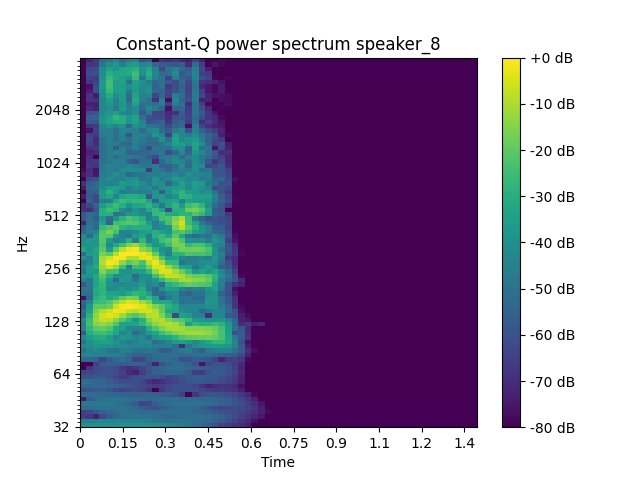 Constant-Q power spectrum speaker_8
Hz
2048
1024
512
256
128
64
32
0 0.15 0.3 0.45 0.6 0.75 0.9 1.1 1.2 1.4
Time
+0 dB
-10 dB
-20 dB
-30 dB
-40 dB
-50 dB
-60 dB
-70 dB
-80 dB